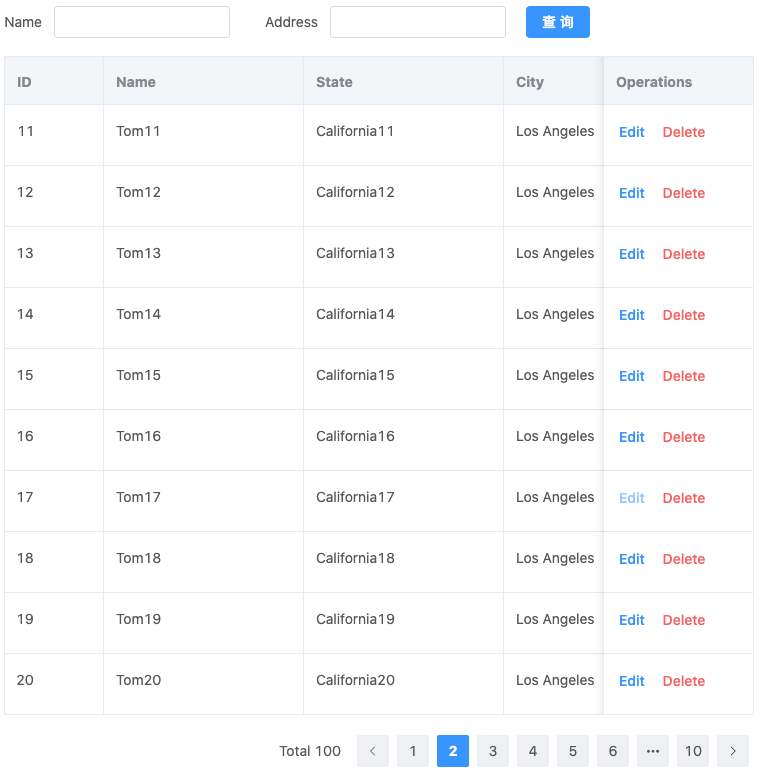 Name Address 查 询
ID Name State City Operations
11 Tom11 California11 Los Angeles Edit Delete
12 Tom12 California12 Los Angeles Edit Delete
13 Tom13 California13 Los Angeles Edit Delete
14 Tom14 California14 Los Angeles Edit Delete
15 Tom15 California15 Los Angeles Edit Delete
16 Tom16 California16 Los Angeles Edit Delete
17 Tom17 California17 Los Angeles Edit Delete
18 Tom18 California18 Los Angeles Edit Delete
19 Tom19 California19 Los Angeles Edit Delete
20 Tom20 California20 Los Angeles Edit Delete
Total 100 < 1 2 3 4 5 6 ••• 10 >